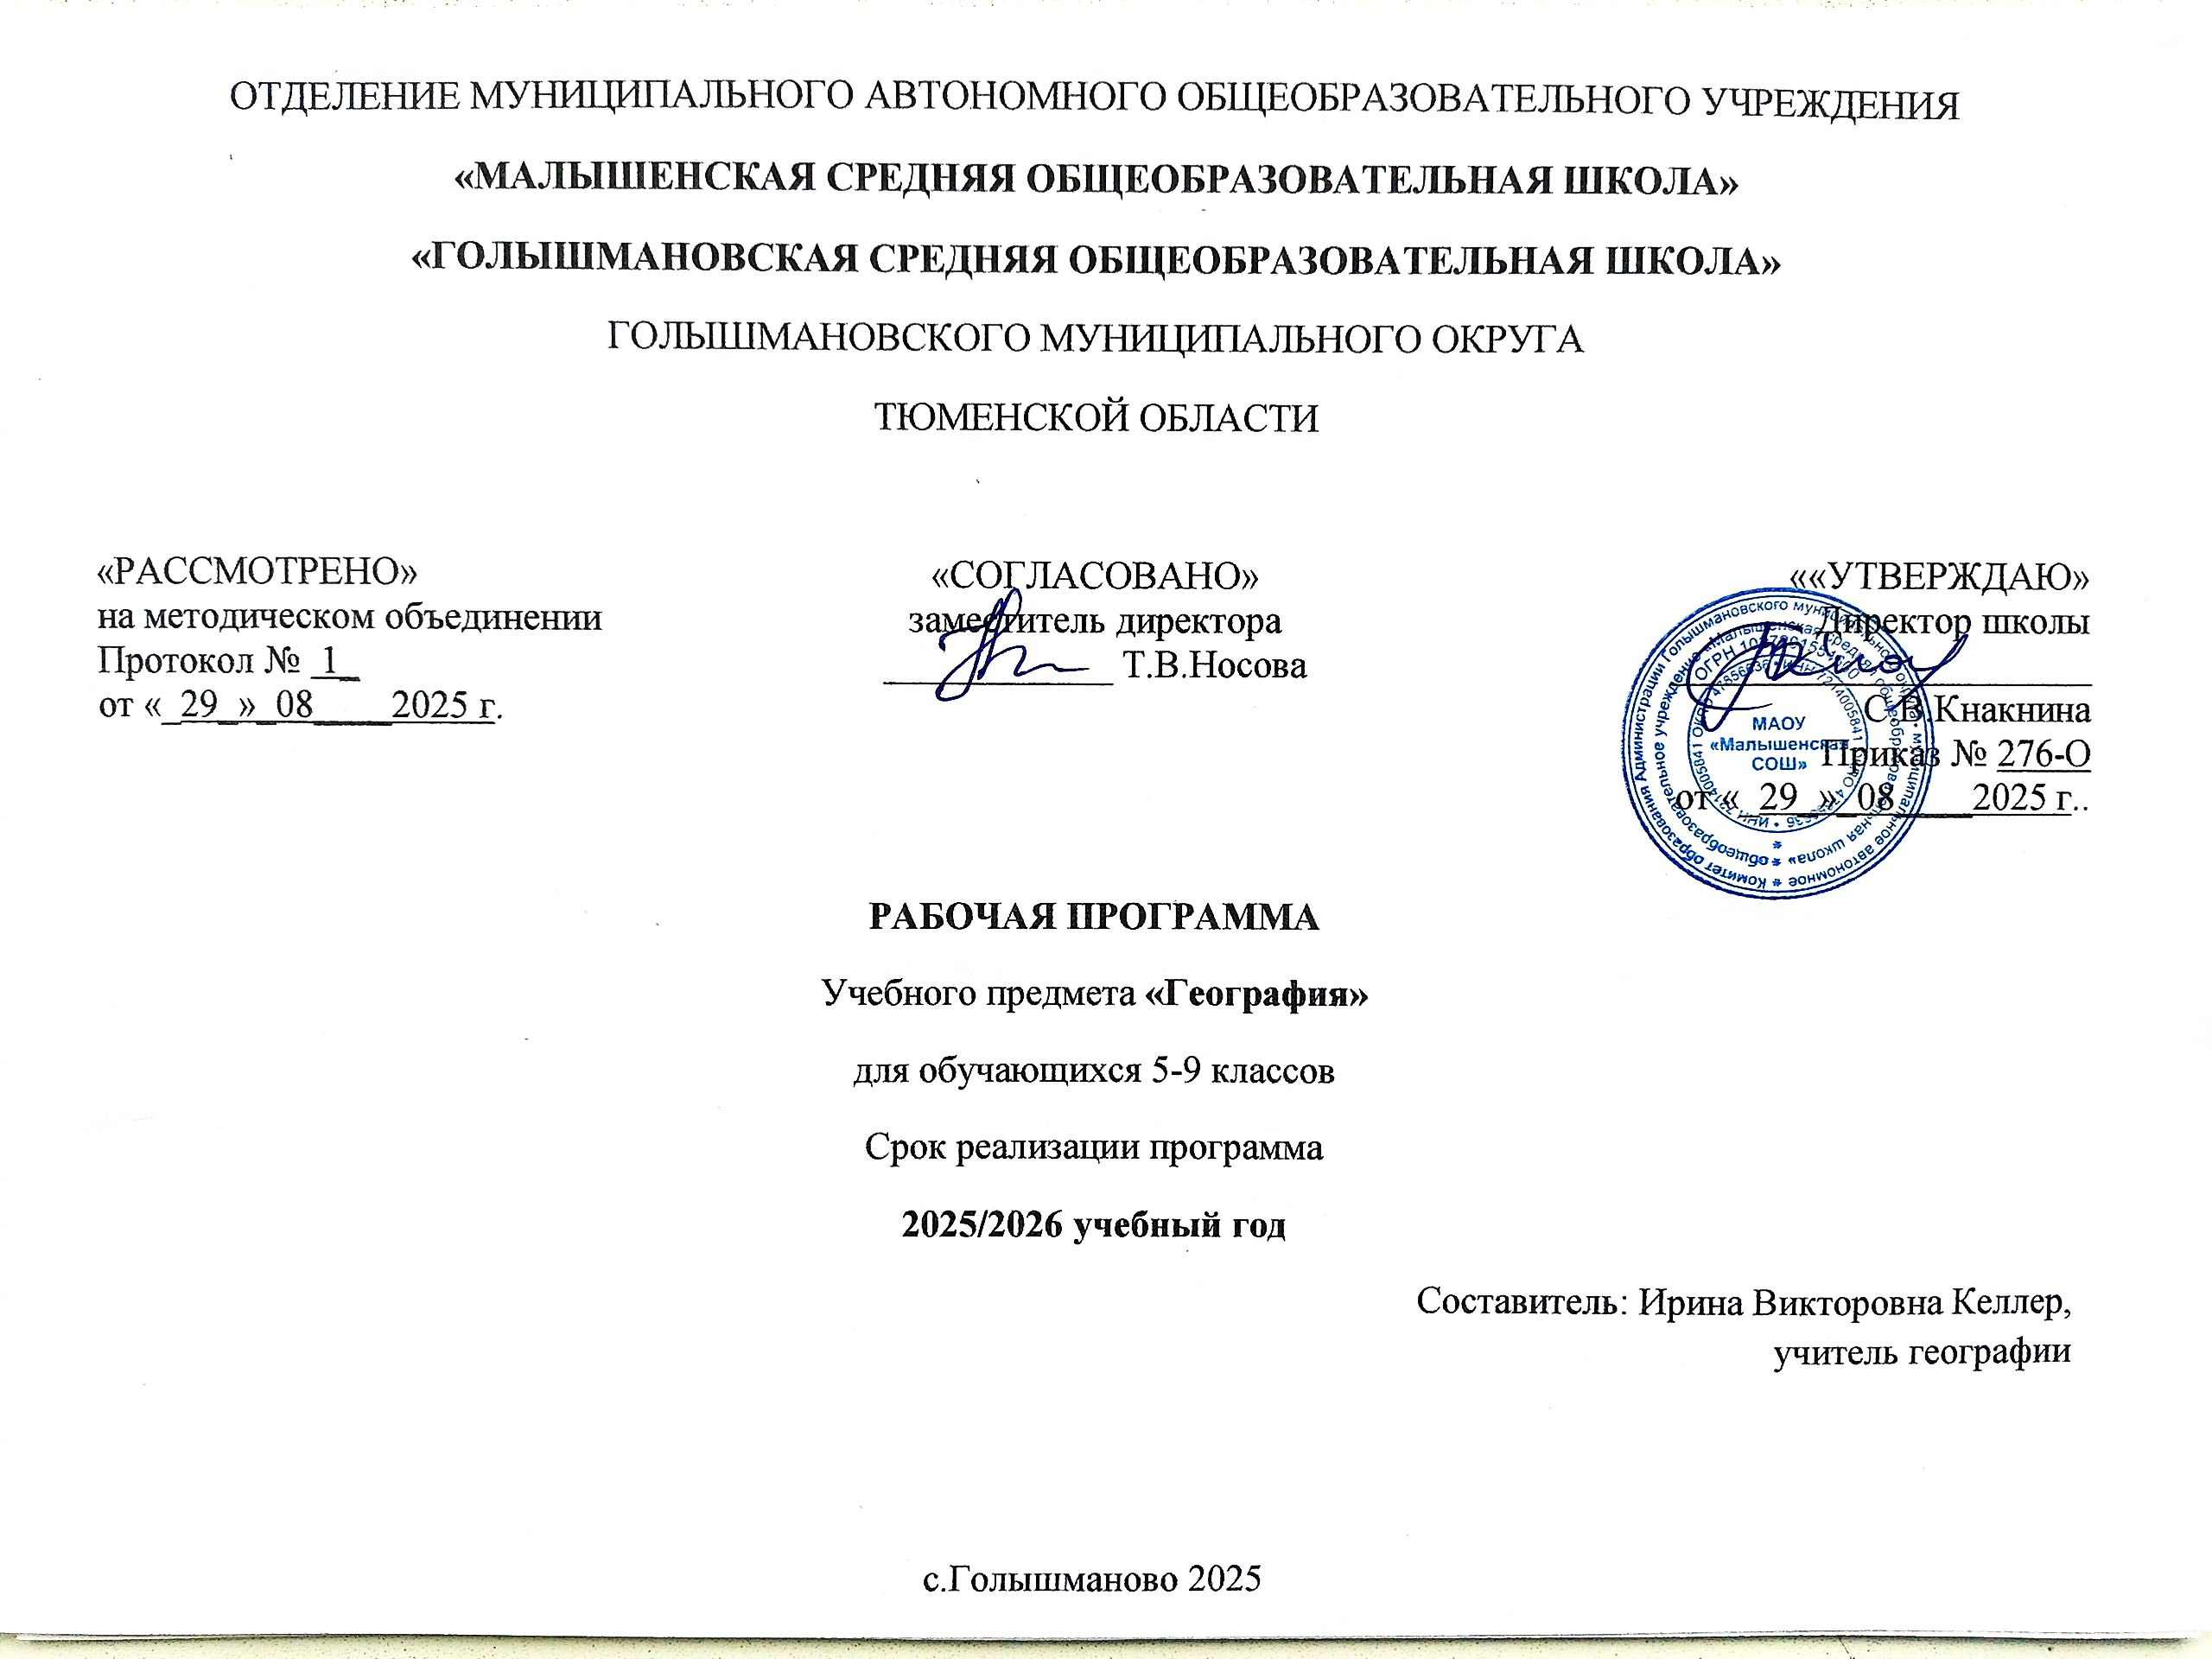 ОТДЕЛЕНИЕ МУНИЦИПАЛЬНОГО АВТОНОМНОГО ОБЩЕОБРАЗОВАТЕЛЬНОГО УЧРЕЖДЕНИЯ
«МАЛЫШЕНСКАЯ СРЕДНЯЯ ОБЩЕОБРАЗОВАТЕЛЬНАЯ ШКОЛА»
«ГОЛЫШМАНОВСКАЯ СРЕДНЯЯ ОБЩЕОБРАЗОВАТЕЛЬНАЯ ШКОЛА»
ГОЛЫШМАНОВСКОГО МУНИЦИПАЛЬНОГО ОКРУГА
ТЮМЕНСКОЙ ОБЛАСТИ
«РАССМОТРЕНО»
на методическом объединении
Протокол № _1_
от «_29_»_08____2025 г.
«СОГЛАСОВАНО»
заместитель директора
____________ Т.В.Носова
««УТВЕРЖДАЮ»
Директор школы
С.В.Кнакнина
Приказ № 276-О
от «_29_»_08____2025 г..
МАОУ
«Малышенская
СОШ»
РАБОЧАЯ ПРОГРАММА
Учебного предмета «География»
для обучающихся 5-9 классов
Срок реализации программа
2025/2026 учебный год
Составитель: Ирина Викторовна Келлер,
учитель географии
с.Голышманово 2025